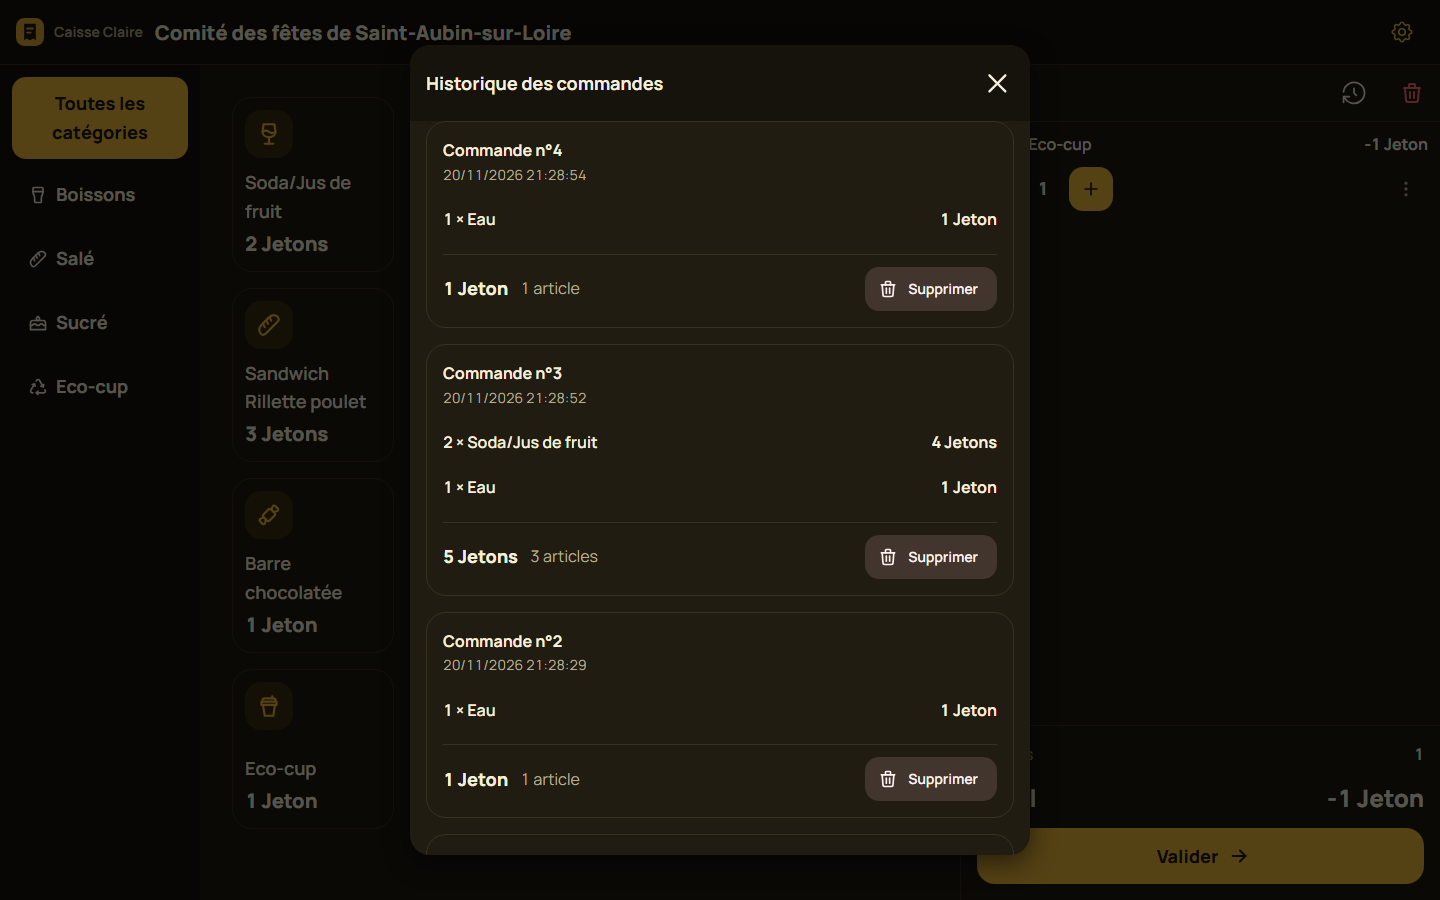 Caisse Claire
Comité des fêtes de Saint-Aubin-sur-Loire
Toutes les
catégories
Boissons
Salé
Sucré
Eco-cup
Soda/Jus de
fruit
2 Jetons
Sandwich
Rillette poulet
3 Jetons
Barre
chocolatée
1 Jeton
Eco-cup
1 Jeton
Historique des commandes
Commande n°4
20/11/2026 21:28:54
1 × Eau 1 Jeton
1 Jeton 1 article Supprimer
Commande n°3
20/11/2026 21:28:52
2 × Soda/Jus de fruit 4 Jetons
1 × Eau 1 Jeton
5 Jetons 3 articles Supprimer
Commande n°2
20/11/2026 21:28:29
1 × Eau 1 Jeton
1 Jeton 1 article Supprimer
Eco-cup -1 Jeton
1 +
1
-1 Jeton
Valider →